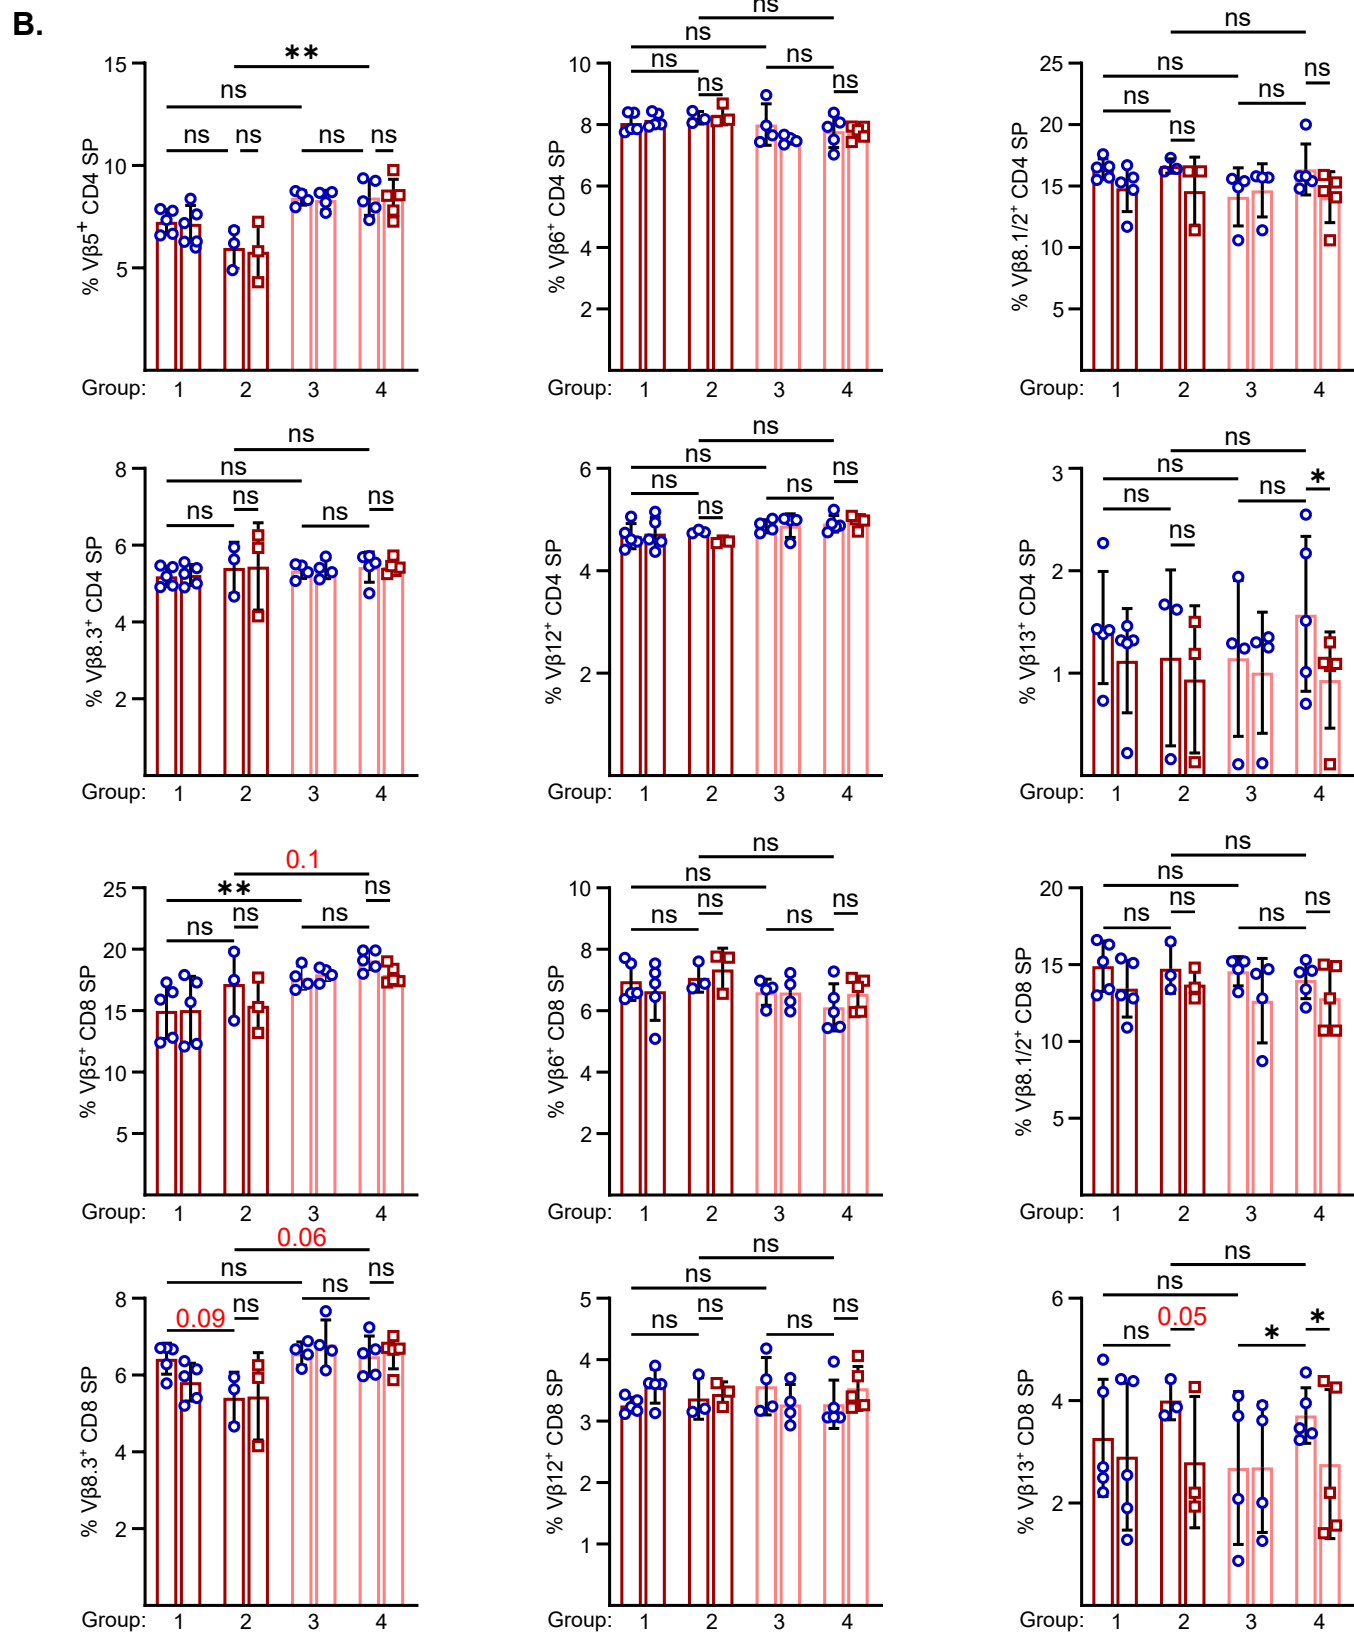 B.
**
ns
ns ns ns ns
15
10
5
% Vβ5⁺ CD4 SP
Group: 1 2 3 4
ns
ns
ns
ns
ns
ns
10
8
6
4
2
% Vβ6⁺ CD4 SP
Group: 1 2 3 4
ns
ns
ns
ns
ns
ns
25
20
15
10
5
% Vβ8.1/2⁺ CD4 SP
Group: 1 2 3 4
ns
ns
ns ns
ns ns
8
6
4
2
% Vβ8.3⁺ CD4 SP
Group: 1 2 3 4
ns
ns
ns
ns
ns
ns
6
4
2
% Vβ12⁺ CD4 SP
Group: 1 2 3 4
ns
ns
*
ns
ns
ns
3
2
1
% Vβ13⁺ CD4 SP
Group: 1 2 3 4
0.1
**
ns
ns
ns
ns
25
20
15
10
5
% Vβ5⁺ CD8 SP
Group: 1 2 3 4
ns
ns
ns ns
ns ns
10
8
6
4
2
% Vβ6⁺ CD8 SP
Group: 1 2 3 4
ns
ns
ns ns
ns ns
20
15
10
5
% Vβ8.1/2⁺ CD8 SP
Group: 1 2 3 4
0.06
ns
ns
ns
ns
0.09
8
6
4
2
% Vβ8.3⁺ CD8 SP
Group: 1 2 3 4
ns
ns
ns ns
ns ns
5
4
3
2
1
% Vβ12⁺ CD8 SP
Group: 1 2 3 4
ns
ns
0.05
*
ns
*
6
4
2
% Vβ13⁺ CD8 SP
Group: 1 2 3 4